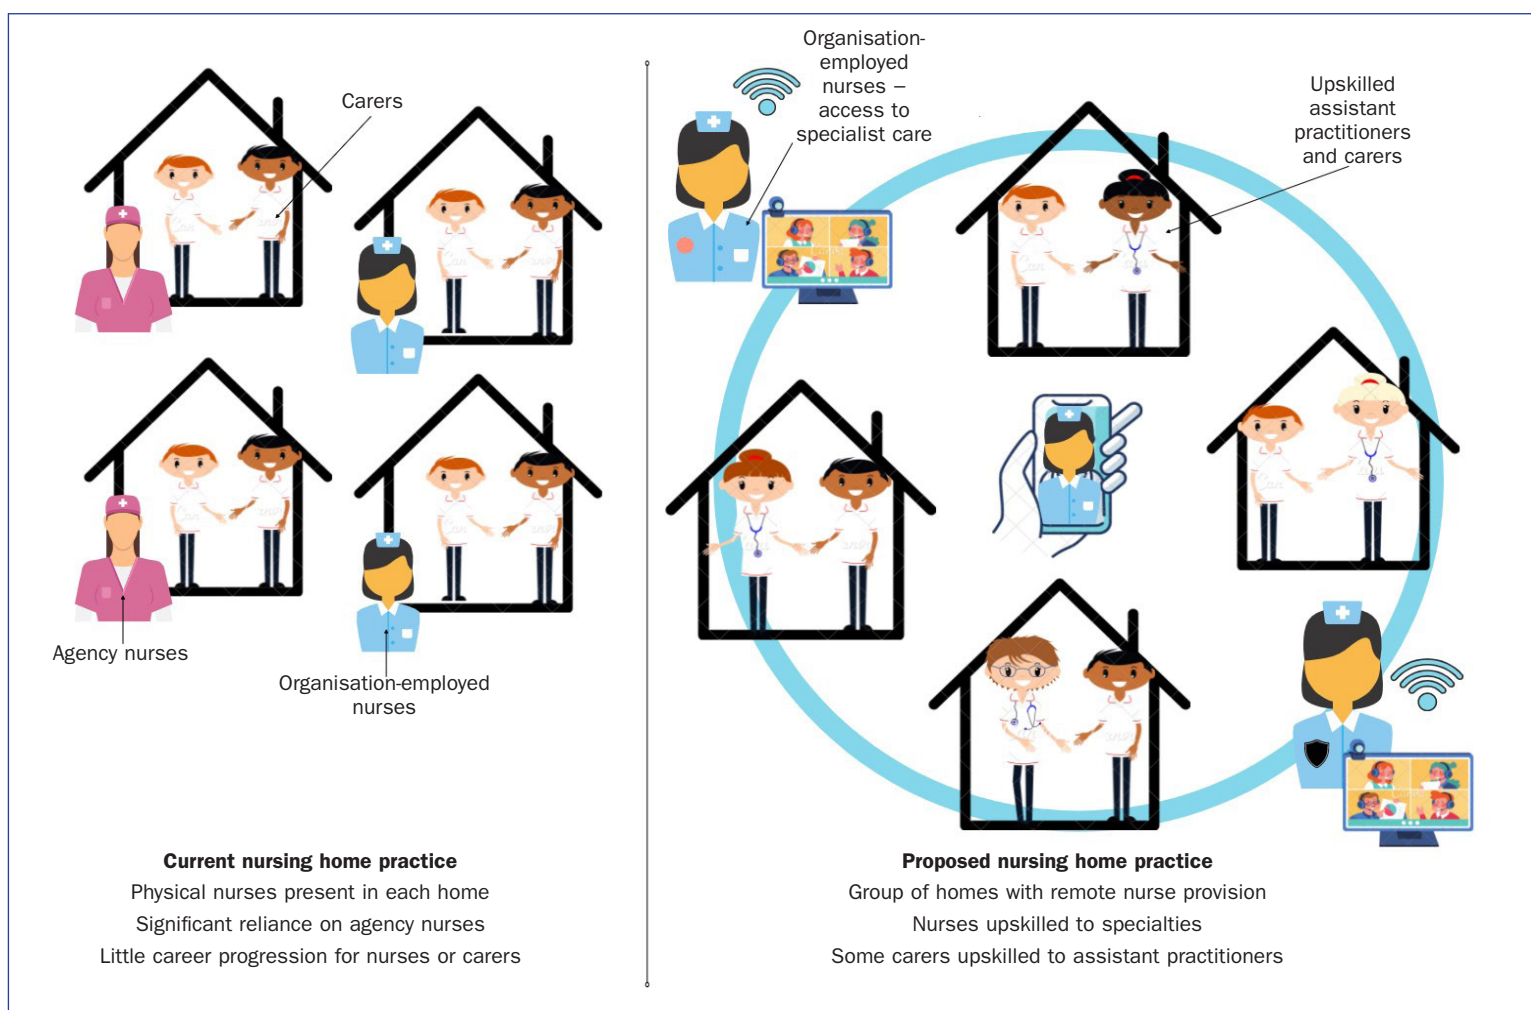 Carers
Agency nurses
Organisation-employed
nurses
Current nursing home practice
Physical nurses present in each home
Significant reliance on agency nurses
Little career progression for nurses or carers
Organisation-
employed
nurses –
access to
specialist care
Upskilled
assistant
practitioners
and carers
Proposed nursing home practice
Group of homes with remote nurse provision
Nurses upskilled to specialties
Some carers upskilled to assistant practitioners